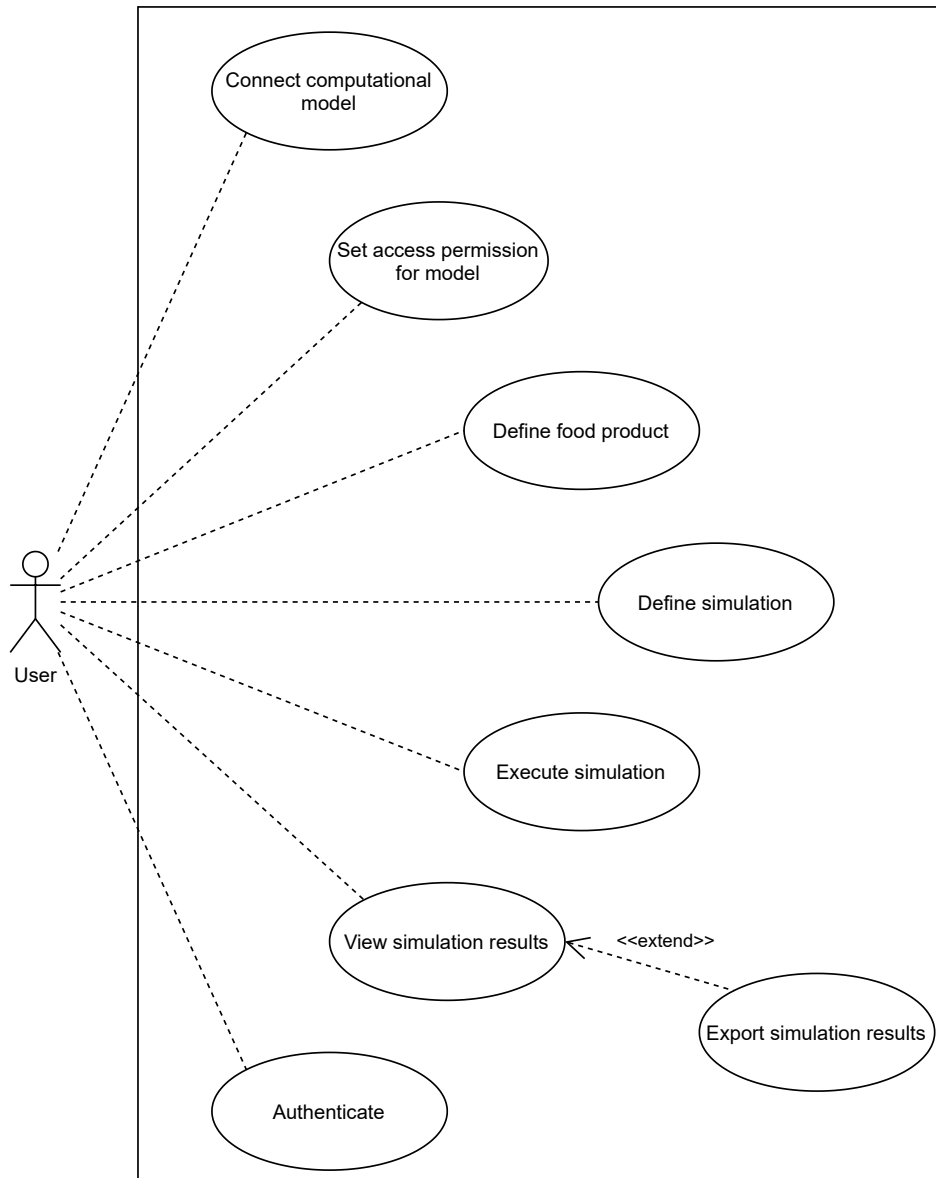 Connect computational
model
Set access permission
for model
Define food product
Define simulation
User
Execute simulation
View simulation results
<<extend>>
Export simulation results
Authenticate